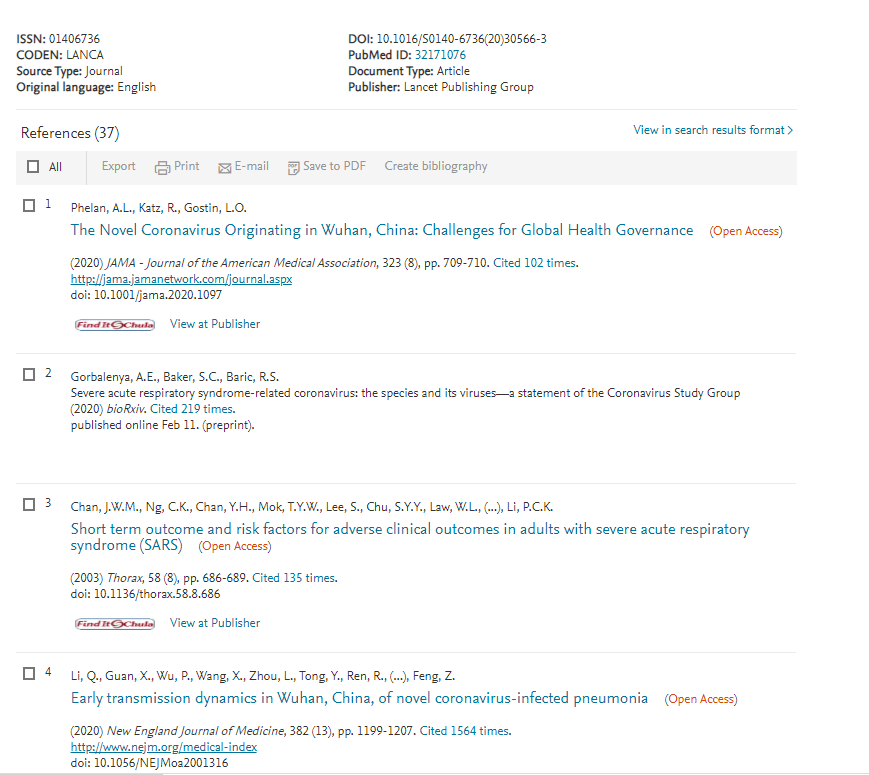 ISSN: 01406736
CODEN: LANCA
Source Type: Journal
Original language: English
DOI: 10.1016/S0140-6736(20)30566-3
PubMed ID: 32171076
Document Type: Article
Publisher: Lancet Publishing Group
References (37)
View in search results format >
All Export Print E-mail Save to PDF Create bibliography
1 Phelan, A.L., Katz, R., Gostin, L.O.
The Novel Coronavirus Originating in Wuhan, China: Challenges for Global Health Governance (Open Access)
(2020) JAMA - Journal of the American Medical Association, 323 (8), pp. 709-710. Cited 102 times.
http://jama.jamanetwork.com/journal.aspx
doi: 10.1001/jama.2020.1097
Find It@Chula View at Publisher
2 Gorbalenya, A.E., Baker, S.C., Baric, R.S.
Severe acute respiratory syndrome-related coronavirus: the species and its viruses—a statement of the Coronavirus Study Group
(2020) bioRxiv. Cited 219 times.
published online Feb 11. (preprint).
3 Chan, J.W.M., Ng, C.K., Chan, Y.H., Mok, T.Y.W., Lee, S., Chu, S.Y.Y., Law, W.L., (...), Li, P.C.K.
Short term outcome and risk factors for adverse clinical outcomes in adults with severe acute respiratory
syndrome (SARS) (Open Access)
(2003) Thorax, 58 (8), pp. 686-689. Cited 135 times.
doi: 10.1136/thorax.58.8.686
Find It@Chula View at Publisher
4 Li, Q., Guan, X., Wu, P., Wang, X., Zhou, L., Tong, Y., Ren, R., (...), Feng, Z.
Early transmission dynamics in Wuhan, China, of novel coronavirus-infected pneumonia (Open Access)
(2020) New England Journal of Medicine, 382 (13), pp. 1199-1207. Cited 1564 times.
http://www.nejm.org/medical-index
doi: 10.1056/NEJMoa2001316